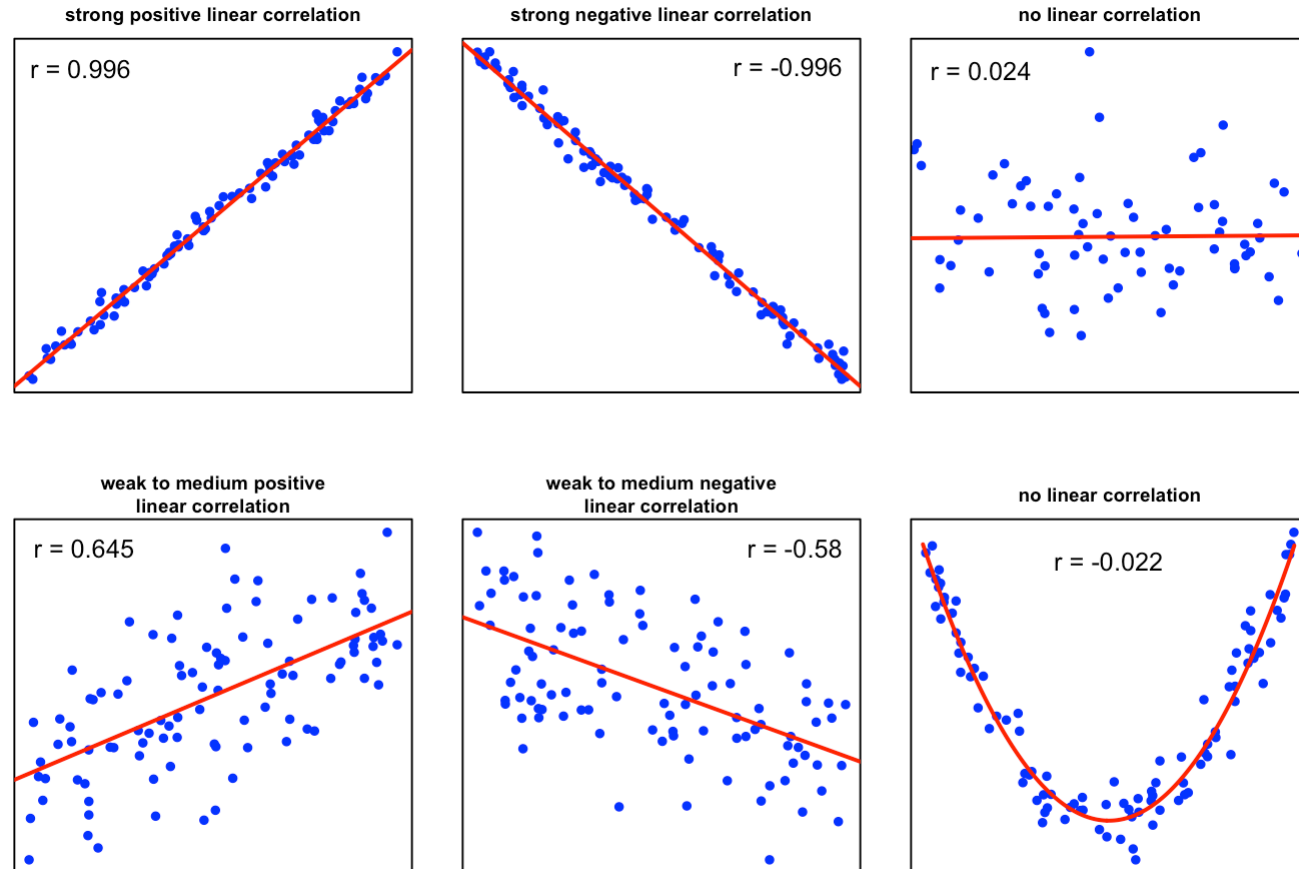 strong positive linear correlation
r = 0.996
strong negative linear correlation
r = -0.996
no linear correlation
r = 0.024
weak to medium positive
linear correlation
r = 0.645
weak to medium negative
linear correlation
r = -0.58
no linear correlation
r = -0.022